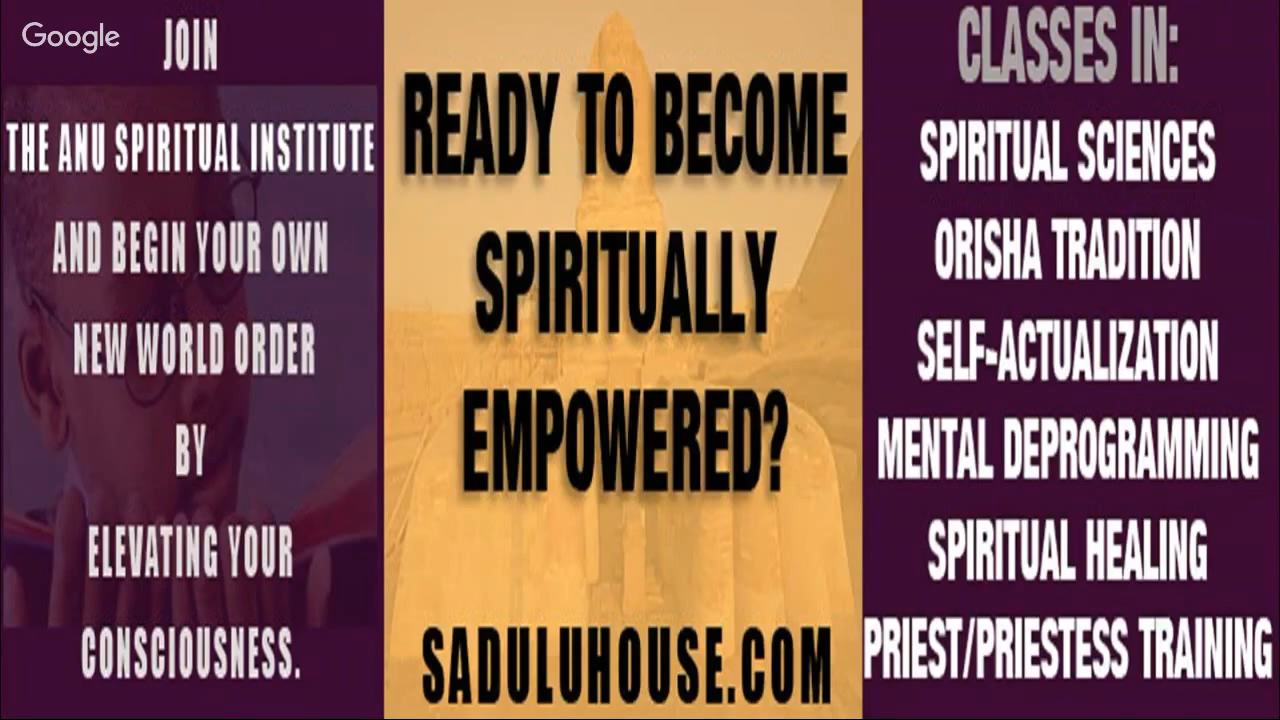 Google
JOIN
THE ANU SPIRITUAL INSTITUTE
AND BEGIN YOUR OWN
NEW WORLD ORDER
BY
ELEVATING YOUR
CONSCIOUSNESS.
READY TO BECOME
SPIRITUALLY
EMPOWERED?
SADULUHOUSE.COM
CLASSES IN:
SPIRITUAL SCIENCES
ORISHA TRADITION
SELF-ACTUALIZATION
MENTAL DEPROGRAMMING
SPIRITUAL HEALING
PRIEST/PRIESTESS TRAINING